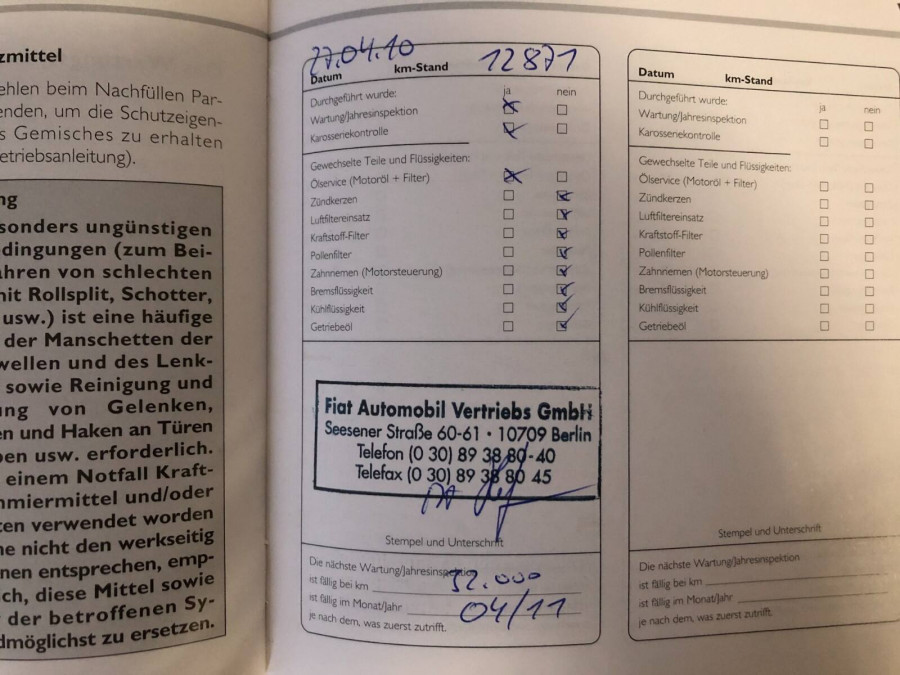 zmittel
ehlen beim Nachfüllen Par-
enden, um die Schutzeigen-
s Gemisches zu erhalten
etriebsanleitung).
ng
sonders ungünstigen
edingungen (zum Bei-
ahren von schlechten
nit Rollsplit, Schotter,
usw.) ist eine häufige
der Manschetten der
wellen und des Lenk-
sowie Reinigung und
ung von Gelenken,
en und Haken an Türen
ben usw. erforderlich.
einem Notfall Kraft-
hmiermittel und/oder
ten verwendet worden
ne nicht den werkseitig
nen entsprechen, emp-
ich, diese Mittel sowie
der betroffenen Sy-
dmöglichst zu ersetzen.
27.04.10 12871
Datum km-Stand
Durchgeführt wurde: ja nein
Wartung/Jahresinspektion
Karosseriekontrolle
Gewechselte Teile und Flüssigkeiten:
Ölservice (Motoröl + Filter)
Zündkerzen
Luftfiltereinsatz
Kraftstoff-Filter
Pollenfilter
Zahnriemen (Motorsteuerung)
Bremsflüssigkeit
Kühlflüssigkeit
Getriebeöl
Fiat Automobil Vertriebs GmbH
Seesener Straße 60-61 · 10709 Berlin
Telefon (0 30) 89 38 80-40
Telefax (0 30) 89 38 80 45
Stempel und Unterschrift
Die nächste Wartung/Jahresinspektion
ist fällig bei km
ist fällig im Monat/Jahr 04/11
je nach dem, was zuerst zutrifft.
Datum km-Stand
Durchgeführt wurde: ja nein
Wartung/Jahresinspektion
Karosseriekontrolle
Gewechselte Teile und Flüssigkeiten:
Ölservice (Motoröl + Filter)
Zündkerzen
Luftfiltereinsatz
Kraftstoff-Filter
Pollenfilter
Zahnriemen (Motorsteuerung)
Bremsflüssigkeit
Kühlflüssigkeit
Getriebeöl
Stempel und Unterschrift
Die nächste Wartung/Jahresinspektion
ist fällig bei km
ist fällig im Monat/Jahr
je nach dem, was zuerst zutrifft.